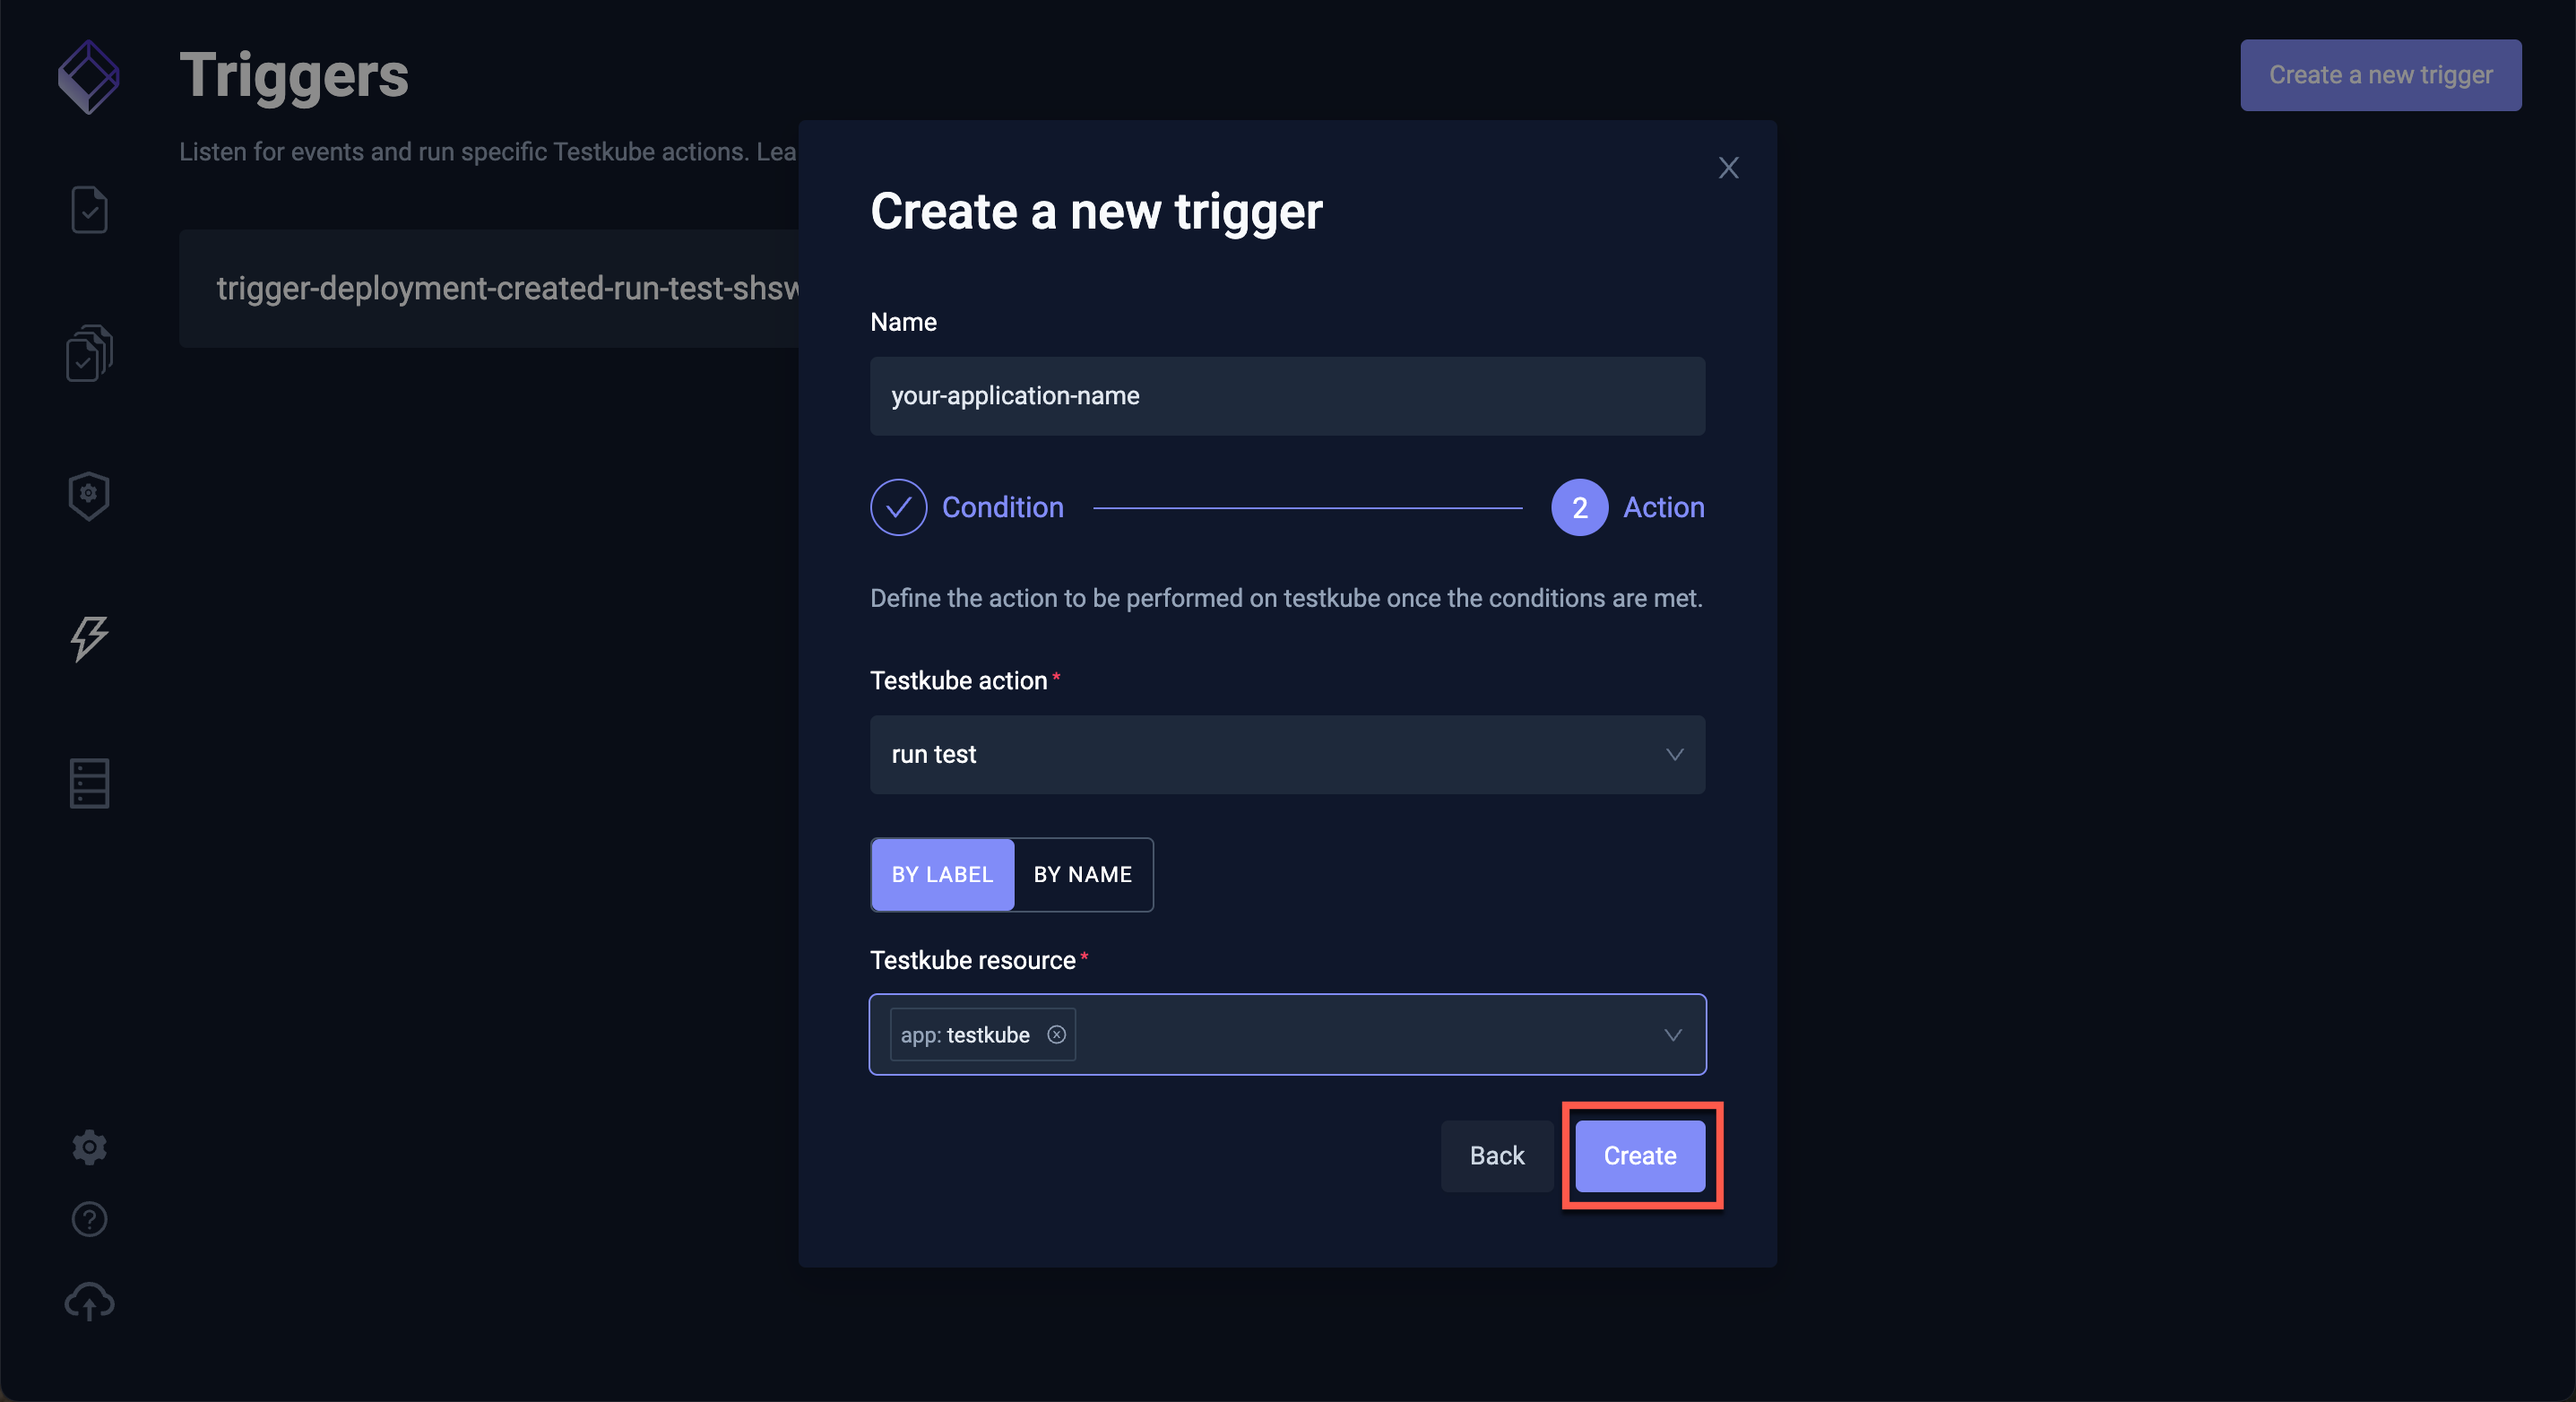 Triggers
Create a new trigger
Listen for events and run specific Testkube actions. Lea
trigger-deployment-created-run-test-shsw
Create a new trigger
Name
your-application-name
Condition
2 Action
Define the action to be performed on testkube once the conditions are met.
Testkube action*
run test
BY LABEL BY NAME
Testkube resource*
app: testkube
Back Create